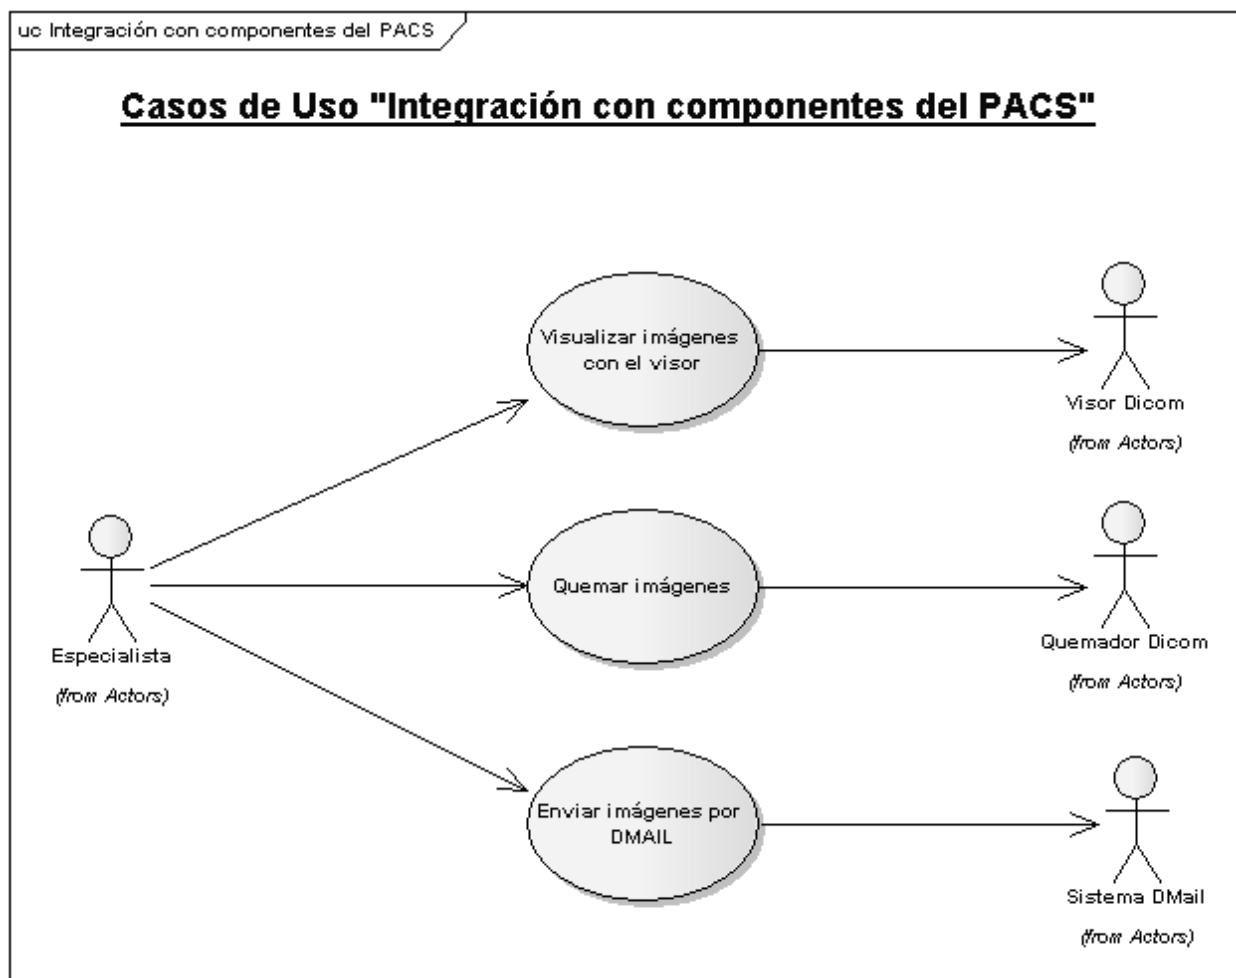 uc Integración con componentes del PACS
Casos de Uso "Integración con componentes del PACS"
Visualizar imágenes
con el visor
Visor Dicom
(from Actors)
Especialista
(from Actors)
Quemar imágenes
Quemador Dicom
(from Actors)
Enviar imágenes por
DMAIL
Sistema DMail
(from Actors)